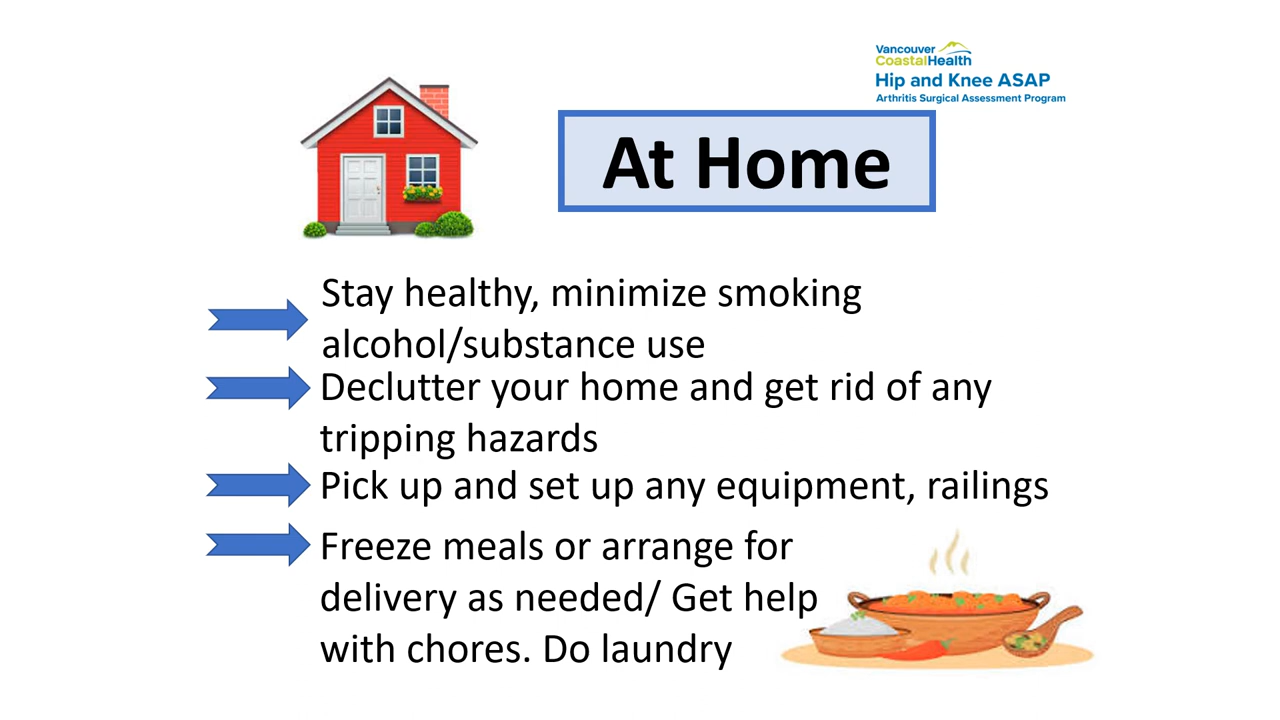 Vancouver
CoastalHealth
Hip and Knee ASAP
Arthritis Surgical Assessment Program
At Home
Stay healthy, minimize smoking
alcohol/substance use
Declutter your home and get rid of any
tripping hazards
Pick up and set up any equipment, railings
Freeze meals or arrange for
delivery as needed/ Get help
with chores. Do laundry